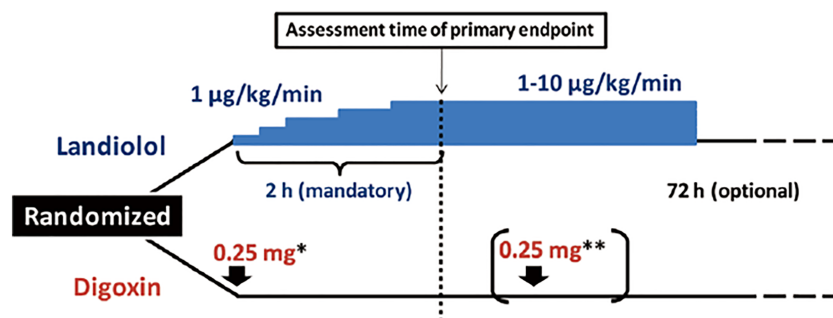 Assessment time of primary endpoint
1 µg/kg/min
1-10 µg/kg/min
Landiolol
2 h (mandatory)
72 h (optional)
Randomized
0.25 mg*
0.25 mg**
Digoxin